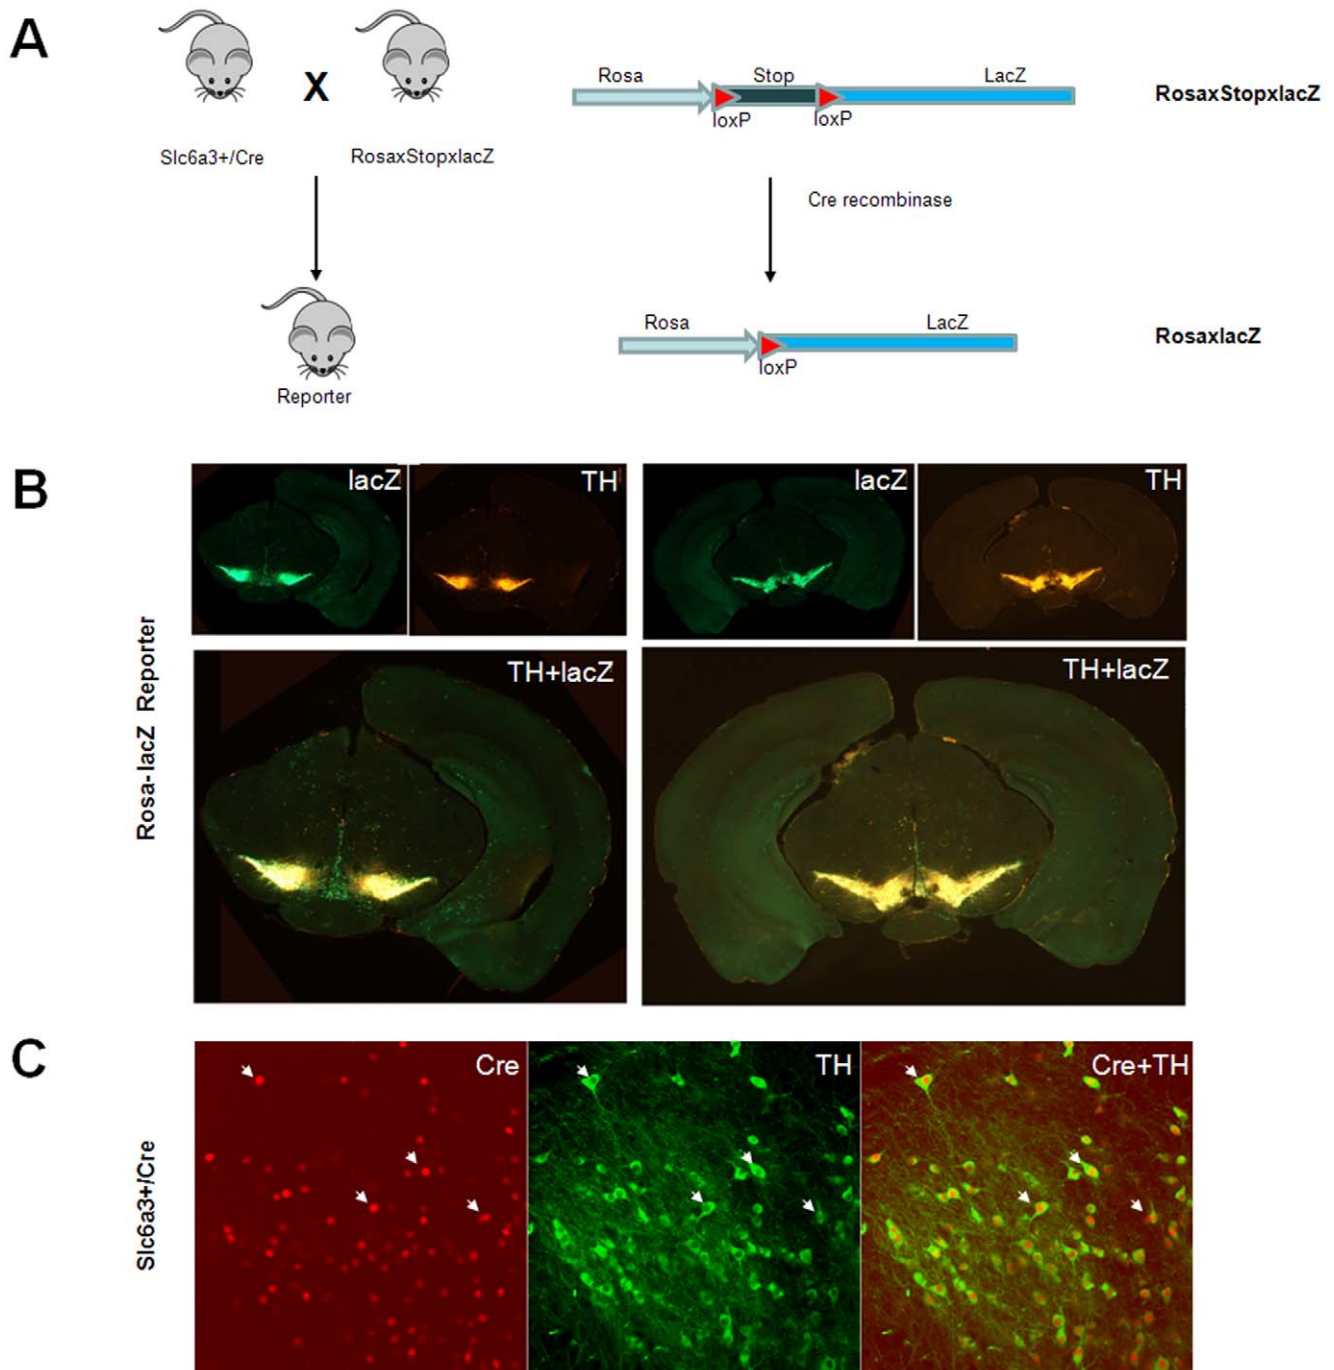 A
X
Slc6a3+/Cre
RosaxStopxlacZ
Reporter
Rosa
Stop
LacZ
loxP
loxP
RosaxStopxlacZ
Cre recombinase
Rosa
LacZ
loxP
RosaxlacZ
B
Rosa-lacZ Reporter
lacZ
TH
lacZ
TH
TH+lacZ
TH+lacZ
C
Slc6a3+/Cre
Cre
TH
Cre+TH